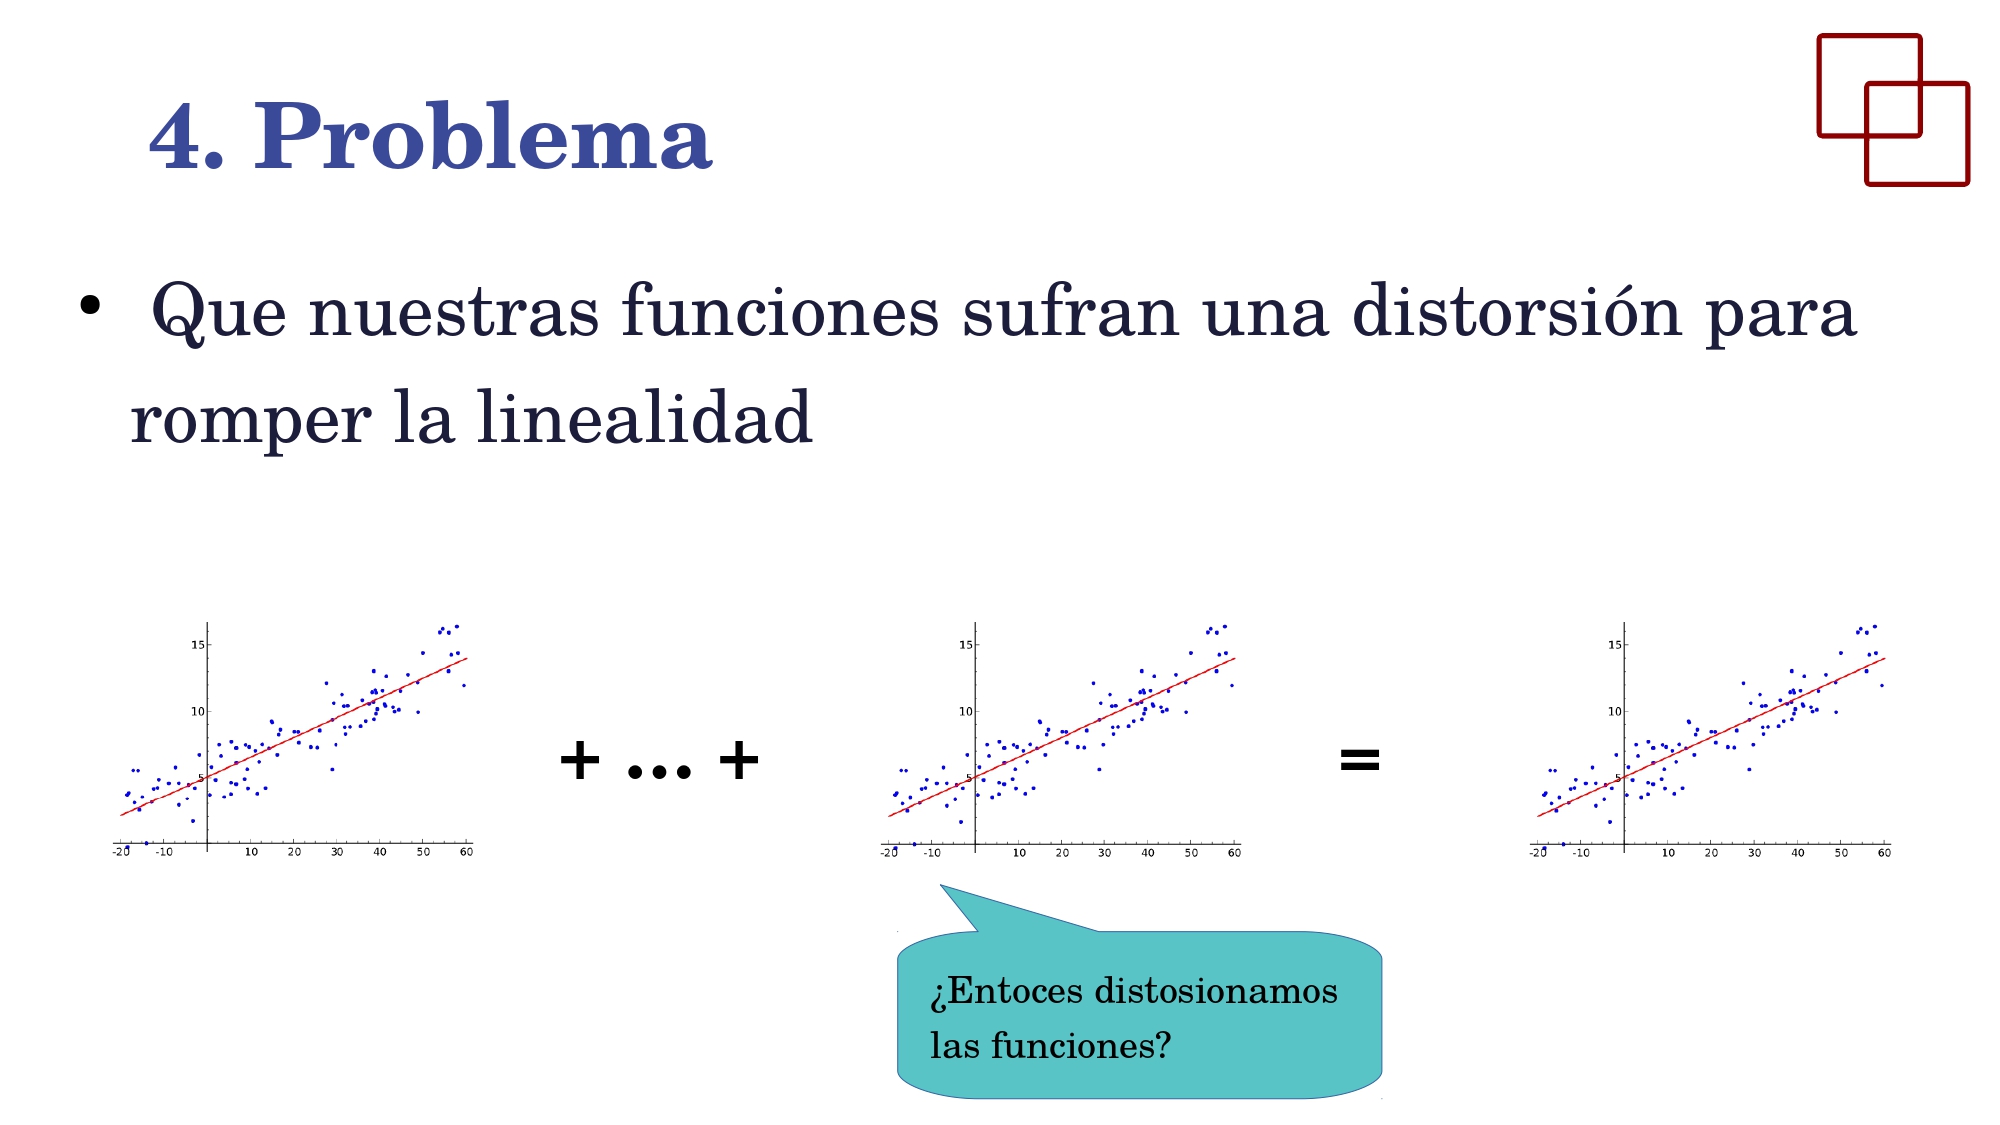 4. Problema
• Que nuestras funciones sufran una distorsión para
romper la linealidad
15
10
5
-20 -10 10 20 30 40 50 60
+ ... +
15
10
5
-20 -10 10 20 30 40 50 60
=
15
10
5
-20 -10 10 20 30 40 50 60
¿Entoces distosionamos
las funciones?